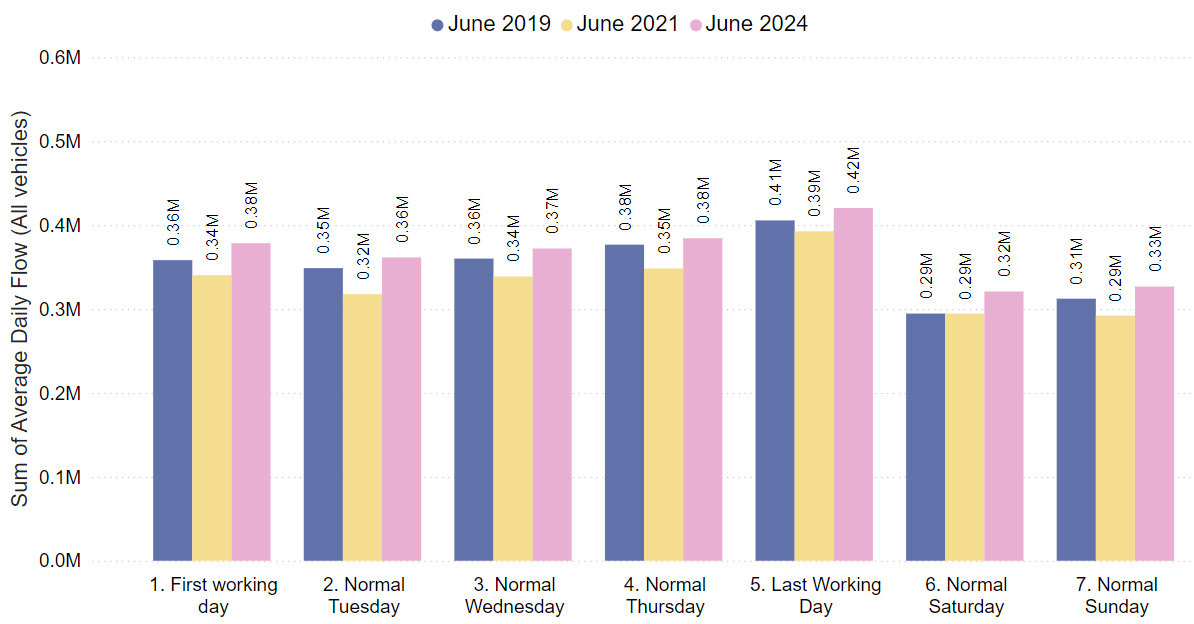 June 2019 June 2021 June 2024
Sum of Average Daily Flow (All vehicles)
0.6M
0.5M
0.4M
0.3M
0.2M
0.1M
0.0M
0.36M 0.34M 0.38M
0.35M 0.32M 0.36M
0.36M 0.34M 0.37M
0.38M 0.35M 0.38M
0.41M 0.39M 0.42M
0.29M 0.29M 0.32M
0.31M 0.29M 0.33M
1. First working
day
2. Normal
Tuesday
3. Normal
Wednesday
4. Normal
Thursday
5. Last Working
Day
6. Normal
Saturday
7. Normal
Sunday